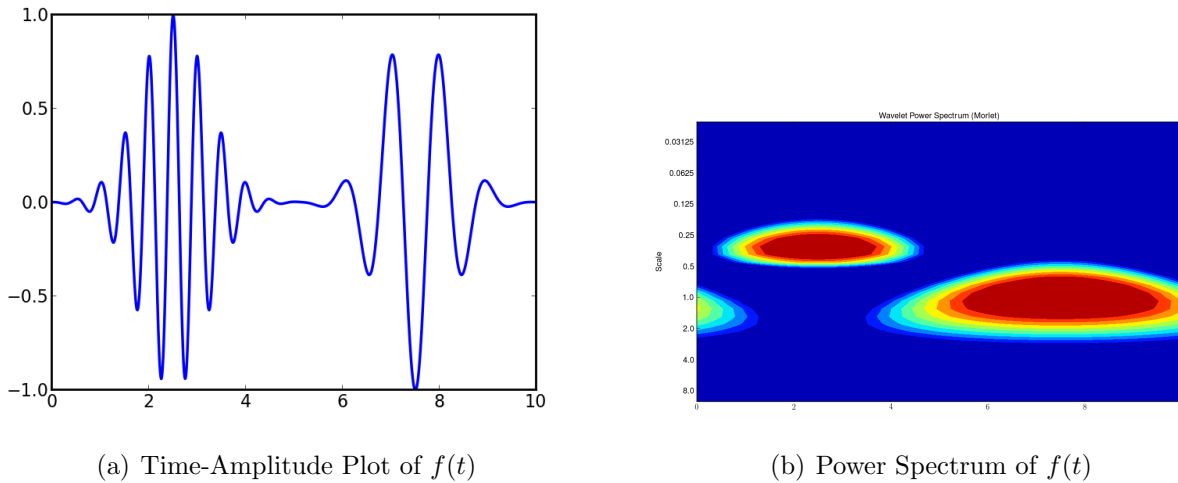 1.0
0.5
0.0
−0.5
−1.0
0 2 4 6 8 10
(a) Time-Amplitude Plot of f(t)
Wavelet Power Spectrum (Morlet)
Scale
0.03125
0.0625
0.125
0.25
0.5
1.0
2.0
4.0
8.0
0 2 4 6 8
(b) Power Spectrum of f(t)